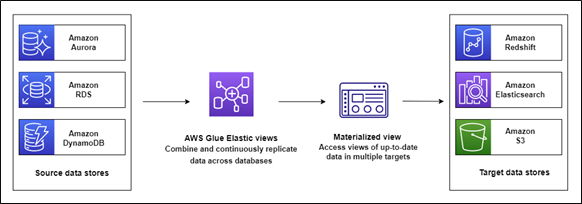 Amazon
Aurora
Amazon
RDS
Amazon
DynamoDB
Source data stores
AWS Glue Elastic views
Combine and continuously replicate
data across databases
Materialized view
Access views of up-to-date
data in multiple targets
Amazon
Redshift
Amazon
Elasticsearch
Amazon
S3
Target data stores